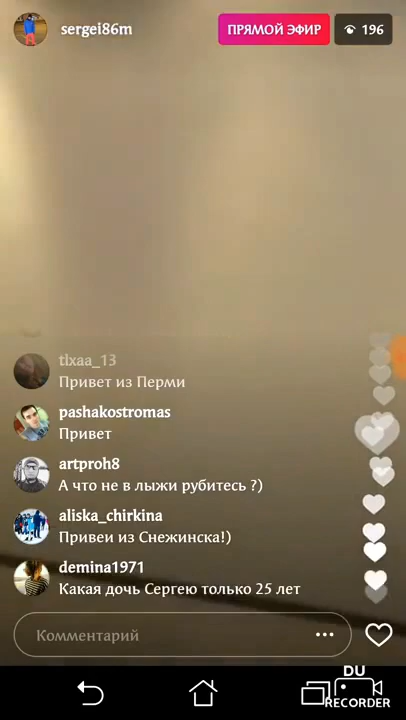 sergei86m
ПРЯМОЙ ЭФИР
196
tlxaa_13
Привет из Перми
pashakostromas
Привет
artproh8
А что не в лыжи рубитесь ?)
aliska_chirkina
Привеи из Снежинска!)
demina1971
Какая дочь Сергею только 25 лет
Комментарий
DU
RECORDER